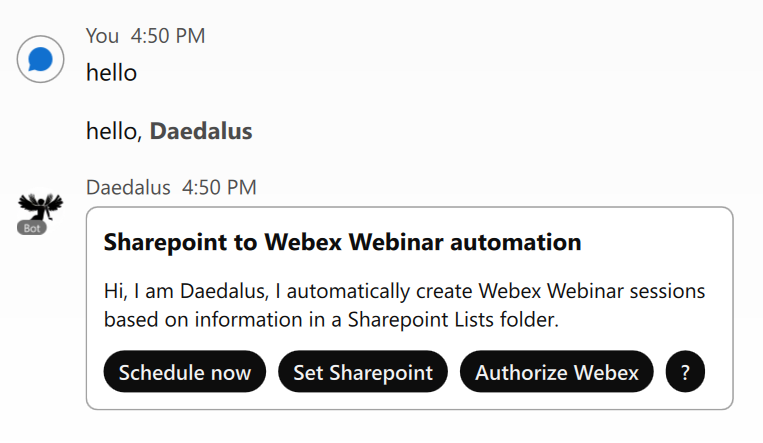 You 4:50 PM
hello
hello, Daedalus
Daedalus 4:50 PM
Bot
Sharepoint to Webex Webinar automation
Hi, I am Daedalus, I automatically create Webex Webinar sessions
based on information in a Sharepoint Lists folder.
Schedule now Set Sharepoint Authorize Webex ?